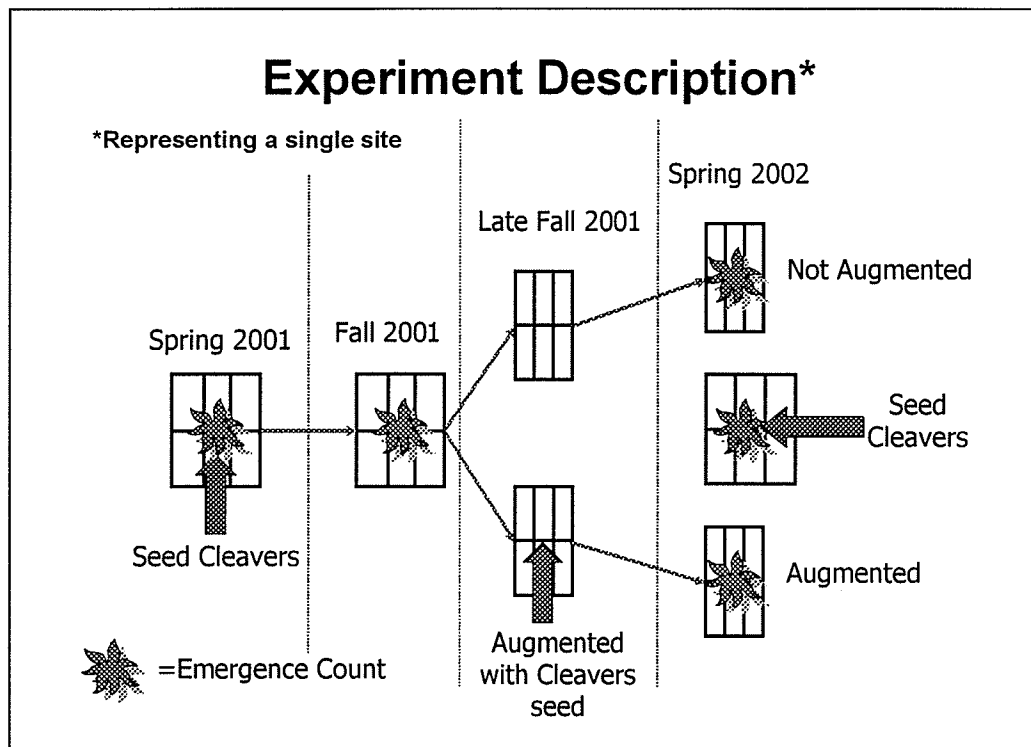 Experiment Description*
*Representing a single site
Spring 2001
Fall 2001
Late Fall 2001
Spring 2002
Not Augmented
Seed
Cleavers
Augmented
Seed Cleavers
Augmented
with Cleavers
seed
=Emergence Count